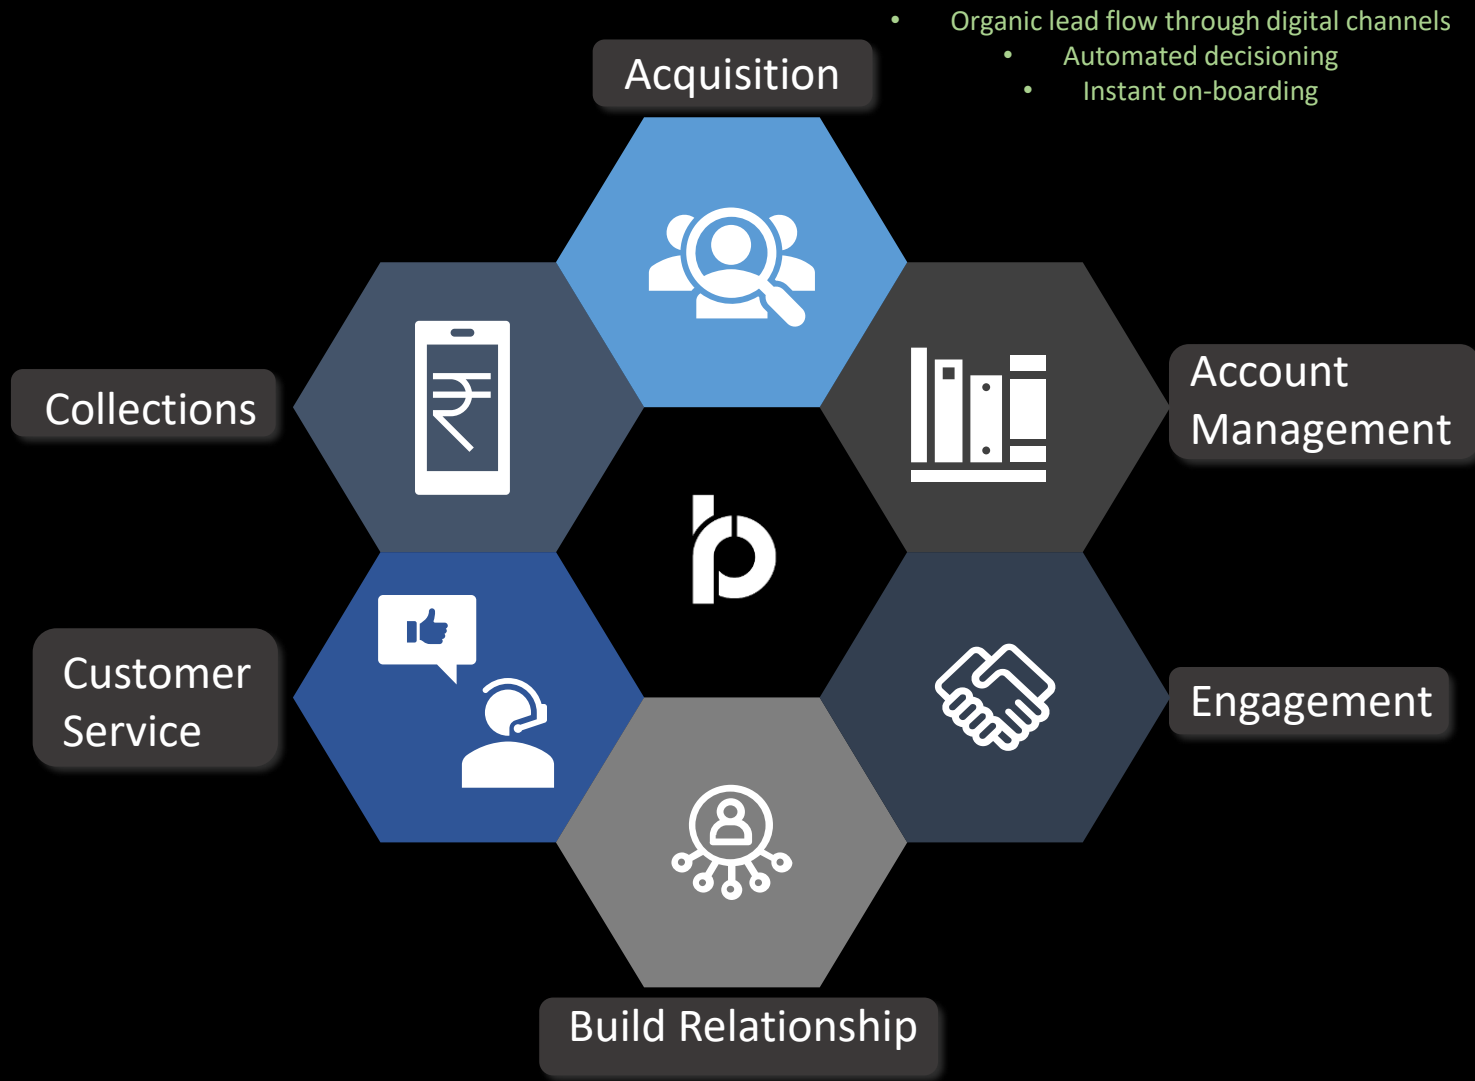 • Organic lead flow through digital channels
• Automated decisioning
• Instant on-boarding
Acquisition
Account
Management
Collections
₹
Customer
Service
Engagement
Build Relationship